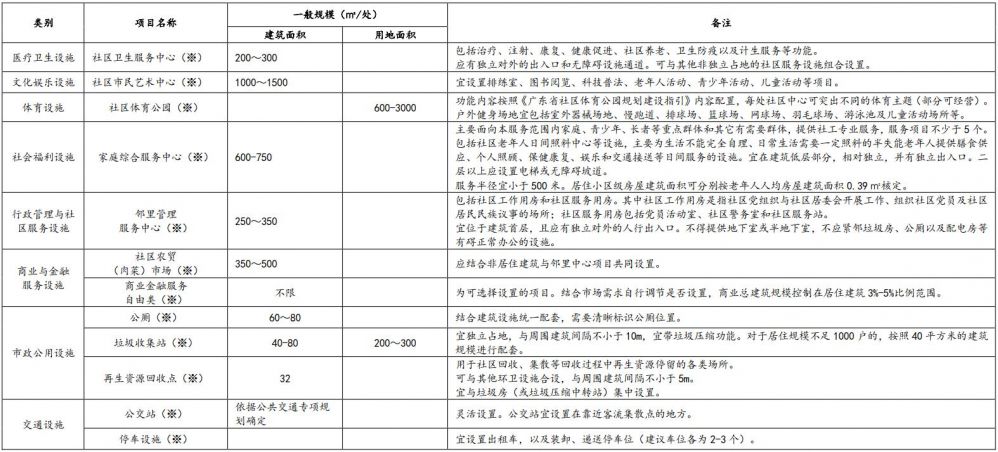 类别 项目名称 一般规模（㎡/处） 备注
建筑面积 用地面积
医疗卫生设施 社区卫生服务中心（※） 200～300 包括治疗、注射、康复、健康促进、社区养老、卫生防疫以及计生服务等功能。
应有独立对外的出入口和无障碍设施通道。可与其他非独立占地的社区服务设施组合设置。
文化娱乐设施 社区市民艺术中心（※） 1000～1500 宜设置排练室、图书阅览、科技普法、老年人活动、青少年活动、儿童活动等项目。
体育设施 社区体育公园（※） 600-3000 功能内容按照《广东省社区体育公园规划建设指引》内容配置，每处社区中心可突出不同的体育主题（部分可经营）。
户外健身场地宜包括室外器械场地、慢跑道、排球场、篮球场、网球场、羽毛球场、游泳池及儿童活动场所等。
社会福利设施 家庭综合服务中心（※） 600-750 主要面向本服务范围内家庭、青少年、长者等重点群体和其它有需要群体，提供社工专业服务，服务项目不少于 5 个。
包括社区老年人日间照料中心等设施，主要为生活不能完全自理、日常生活需要一定照料的半失能老年人提供膳食供
应、个人照顾、保健康复、娱乐和交通接送等日间服务的设施。宜在建筑低层部分，相对独立，并有独立出入口。二
层以上应设置电梯或无障碍坡道。
服务半径宜小于 500 米。居住小区级房屋建筑面积可分别按老年人人均房屋建筑面积 0.39 ㎡核定。
行政管理与社
区服务设施 邻里管理
服务中心（※） 250～350 包括社区工作用房和社区服务用房。其中社区工作用房是指社区党组织与社区居委会开展工作、组织社区党员及社区
居民民族议事的场所；社区服务用房包括党员活动室、社区警务室和社区服务站。
宜位于建筑首层，且应有独立对外的人行出入口。不得提供地下室或半地下室，不应紧邻垃圾房、公厕以及配电房等
有碍正常办公的设施。
商业与金融
服务设施 社区农贸
（肉菜）市场（※） 350～500 应结合非居住建筑与邻里中心项目共同设置。
商业金融服务
自由类（※） 不限 为可选择设置的项目。结合市场需求自行调节是否设置，商业总建筑规模控制在居住建筑 3%-5%比例范围。
市政公用设施 公厕（※） 60～80 结合建筑设施统一配套，需要清晰标识公厕位置。
垃圾收集站（※） 40-80 200～300 宜独立占地，与周围建筑间隔不小于 10m，宜带垃圾压缩功能。对于居住规模不足 1000 户的，按照 40 平方米的建筑
规模进行配套。
再生资源回收点（※） 32 用于社区回收、集散等回收过程中再生资源停留的各类场所。
可与其他环卫设施合设，与周围建筑间隔不小于 5m。
宜与垃圾房（或垃圾压缩中转站）集中设置。
交通设施 公交站（※） 依据公共交通专项规
划确定 灵活设置。公交站宜设置在靠近客流集散点的地方。
停车设施（※） 宜设置出租车，以及装卸、递送停车位（建议车位各为 2-3 个）。